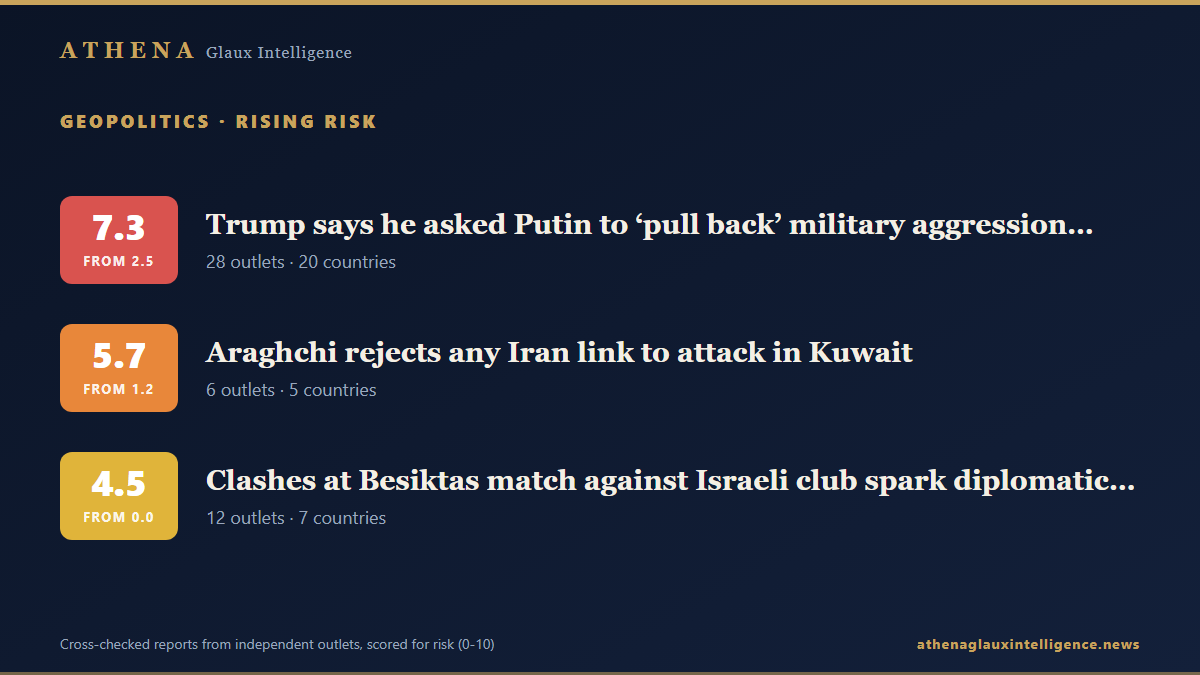 ATHENA Glaux Intelligence
GEOPOLITICS · RISING RISK
7.3
FROM 2.5
Trump says he asked Putin to ‘pull back’ military aggression...
28 outlets · 20 countries
5.7
FROM 1.2
Araghchi rejects any Iran link to attack in Kuwait
6 outlets · 5 countries
4.5
FROM 0.0
Clashes at Besiktas match against Israeli club spark diplomatic...
12 outlets · 7 countries
Cross-checked reports from independent outlets, scored for risk (0-10)
athenaglauxintelligence.news